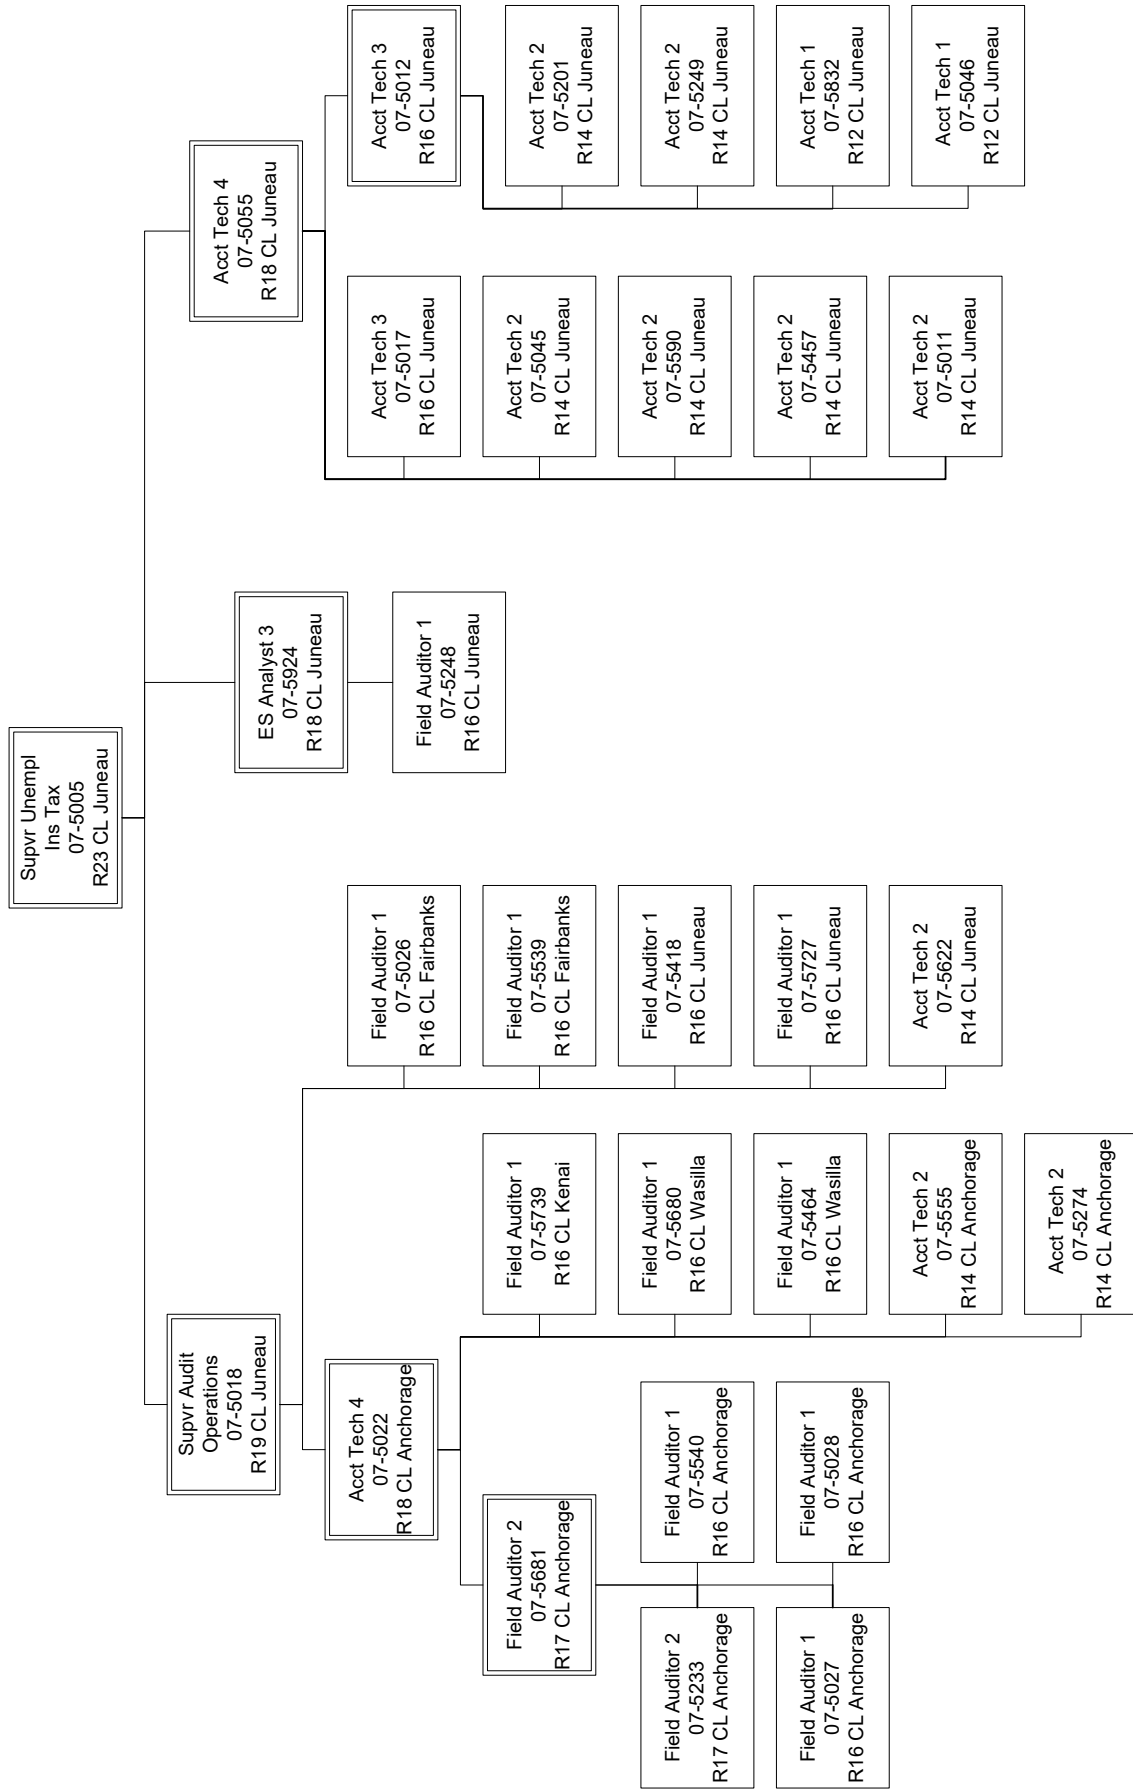 Supvr Unempl
Ins Tax
07-5005
R23 CL Juneau
Supvr Audit
Operations
07-5018
R19 CL Juneau
Acct Tech 4
07-5022
R18 CL Anchorage
Field Auditor 2
07-5681
R17 CL Anchorage
Field Auditor 2
07-5233
R17 CL Anchorage
Field Auditor 1
07-5540
R16 CL Anchorage
Field Auditor 1
07-5027
R16 CL Anchorage
Field Auditor 1
07-5028
R16 CL Anchorage
Field Auditor 1
07-5739
R16 CL Kenai
Field Auditor 1
07-5680
R16 CL Wasilla
Field Auditor 1
07-5464
R16 CL Wasilla
Acct Tech 2
07-5555
R14 CL Anchorage
Acct Tech 2
07-5274
R14 CL Anchorage
Field Auditor 1
07-5026
R16 CL Fairbanks
Field Auditor 1
07-5539
R16 CL Fairbanks
Field Auditor 1
07-5418
R16 CL Juneau
Field Auditor 1
07-5727
R16 CL Juneau
Acct Tech 2
07-5622
R14 CL Juneau
ES Analyst 3
07-5924
R18 CL Juneau
Field Auditor 1
07-5248
R16 CL Juneau
Acct Tech 4
07-5055
R18 CL Juneau
Acct Tech 3
07-5017
R16 CL Juneau
Acct Tech 2
07-5045
R14 CL Juneau
Acct Tech 2
07-5590
R14 CL Juneau
Acct Tech 2
07-5457
R14 CL Juneau
Acct Tech 2
07-5011
R14 CL Juneau
Acct Tech 3
07-5012
R16 CL Juneau
Acct Tech 2
07-5201
R14 CL Juneau
Acct Tech 2
07-5249
R14 CL Juneau
Acct Tech 1
07-5832
R12 CL Juneau
Acct Tech 1
07-5046
R12 CL Juneau